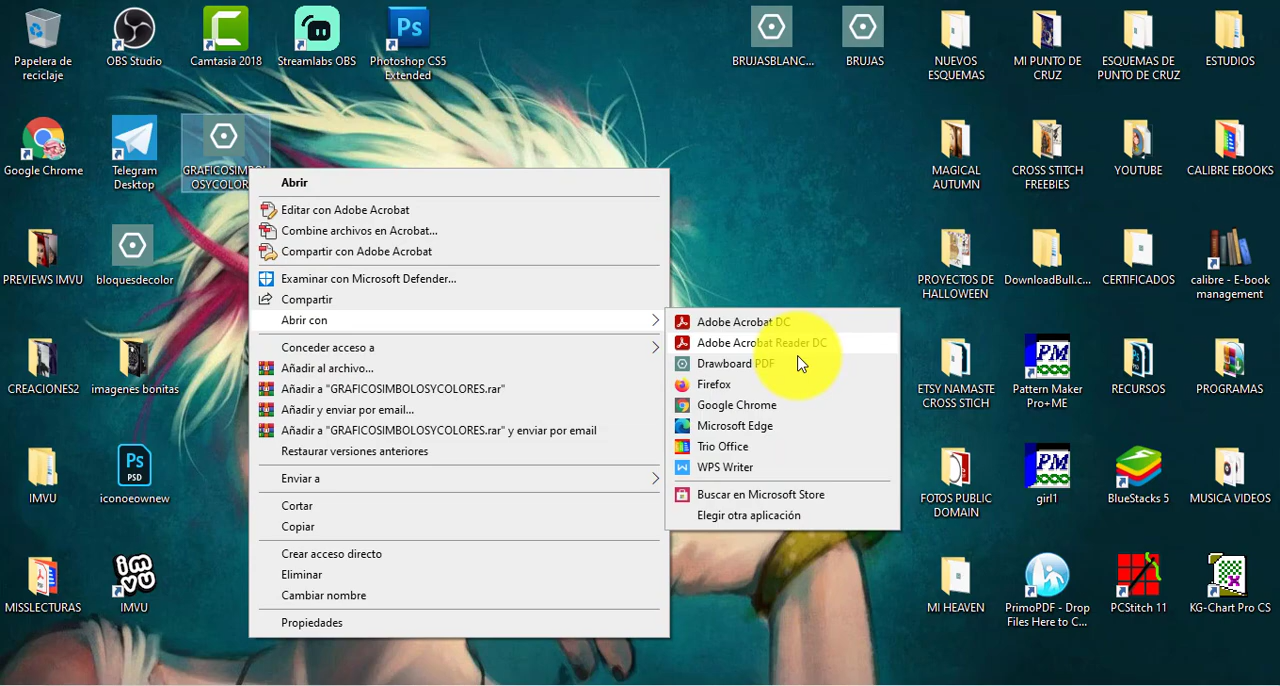 Papelera de
reciclaje
OBS Studio
Camtasia 2018
Streamlabs OBS
Photoshop CS5
Extended
BRUJASBLANC...
BRUJAS
NUEVOS
ESQUEMAS
MI PUNTO DE
CRUZ
ESQUEMAS DE
PUNTO DE CRUZ
ESTUDIOS
Google Chrome
Telegram
Desktop
GRAFICOSIMBOL
OSYCOLOR
MAGICAL
AUTUMN
CROSS STITCH
FREEBIES
YOUTUBE
CALIBRE EBOOKS
PREVIEWS IMVU
bloquesdecolor
PROYECTOS DE
HALLOWEEN
DownloadBull.c...
CERTIFICADOS
calibre - E-book
management
CREACIONES2
imagenes bonitas
ETSY NAMASTE
CROSS STICH
Pattern Maker
Pro+ME
RECURSOS
PROGRAMAS
IMVU
iconoeownew
FOTOS PUBLIC
DOMAIN
girl1
BlueStacks 5
MUSICA VIDEOS
MISSLECTURAS
IMVU
MI HEAVEN
PrimoPDF - Drop
Files Here to C...
PCStitch 11
KG-Chart Pro CS
Abrir
Editar con Adobe Acrobat
Combine archivos en Acrobat...
Compartir con Adobe Acrobat
Examinar con Microsoft Defender...
Compartir
Abrir con
Conceder acceso a
Añadir al archivo...
Añadir a "GRAFICOSIMBOLOSYCOLORES.rar"
Añadir y enviar por email...
Añadir a "GRAFICOSIMBOLOSYCOLORES.rar" y enviar por email
Restaurar versiones anteriores
Enviar a
Cortar
Copiar
Crear acceso directo
Eliminar
Cambiar nombre
Propiedades
Adobe Acrobat DC
Adobe Acrobat Reader DC
Drawboard PDF
Firefox
Google Chrome
Microsoft Edge
Trio Office
WPS Writer
Buscar en Microsoft Store
Elegir otra aplicación
Ps
Ps
PSD
PM
PM
imvu